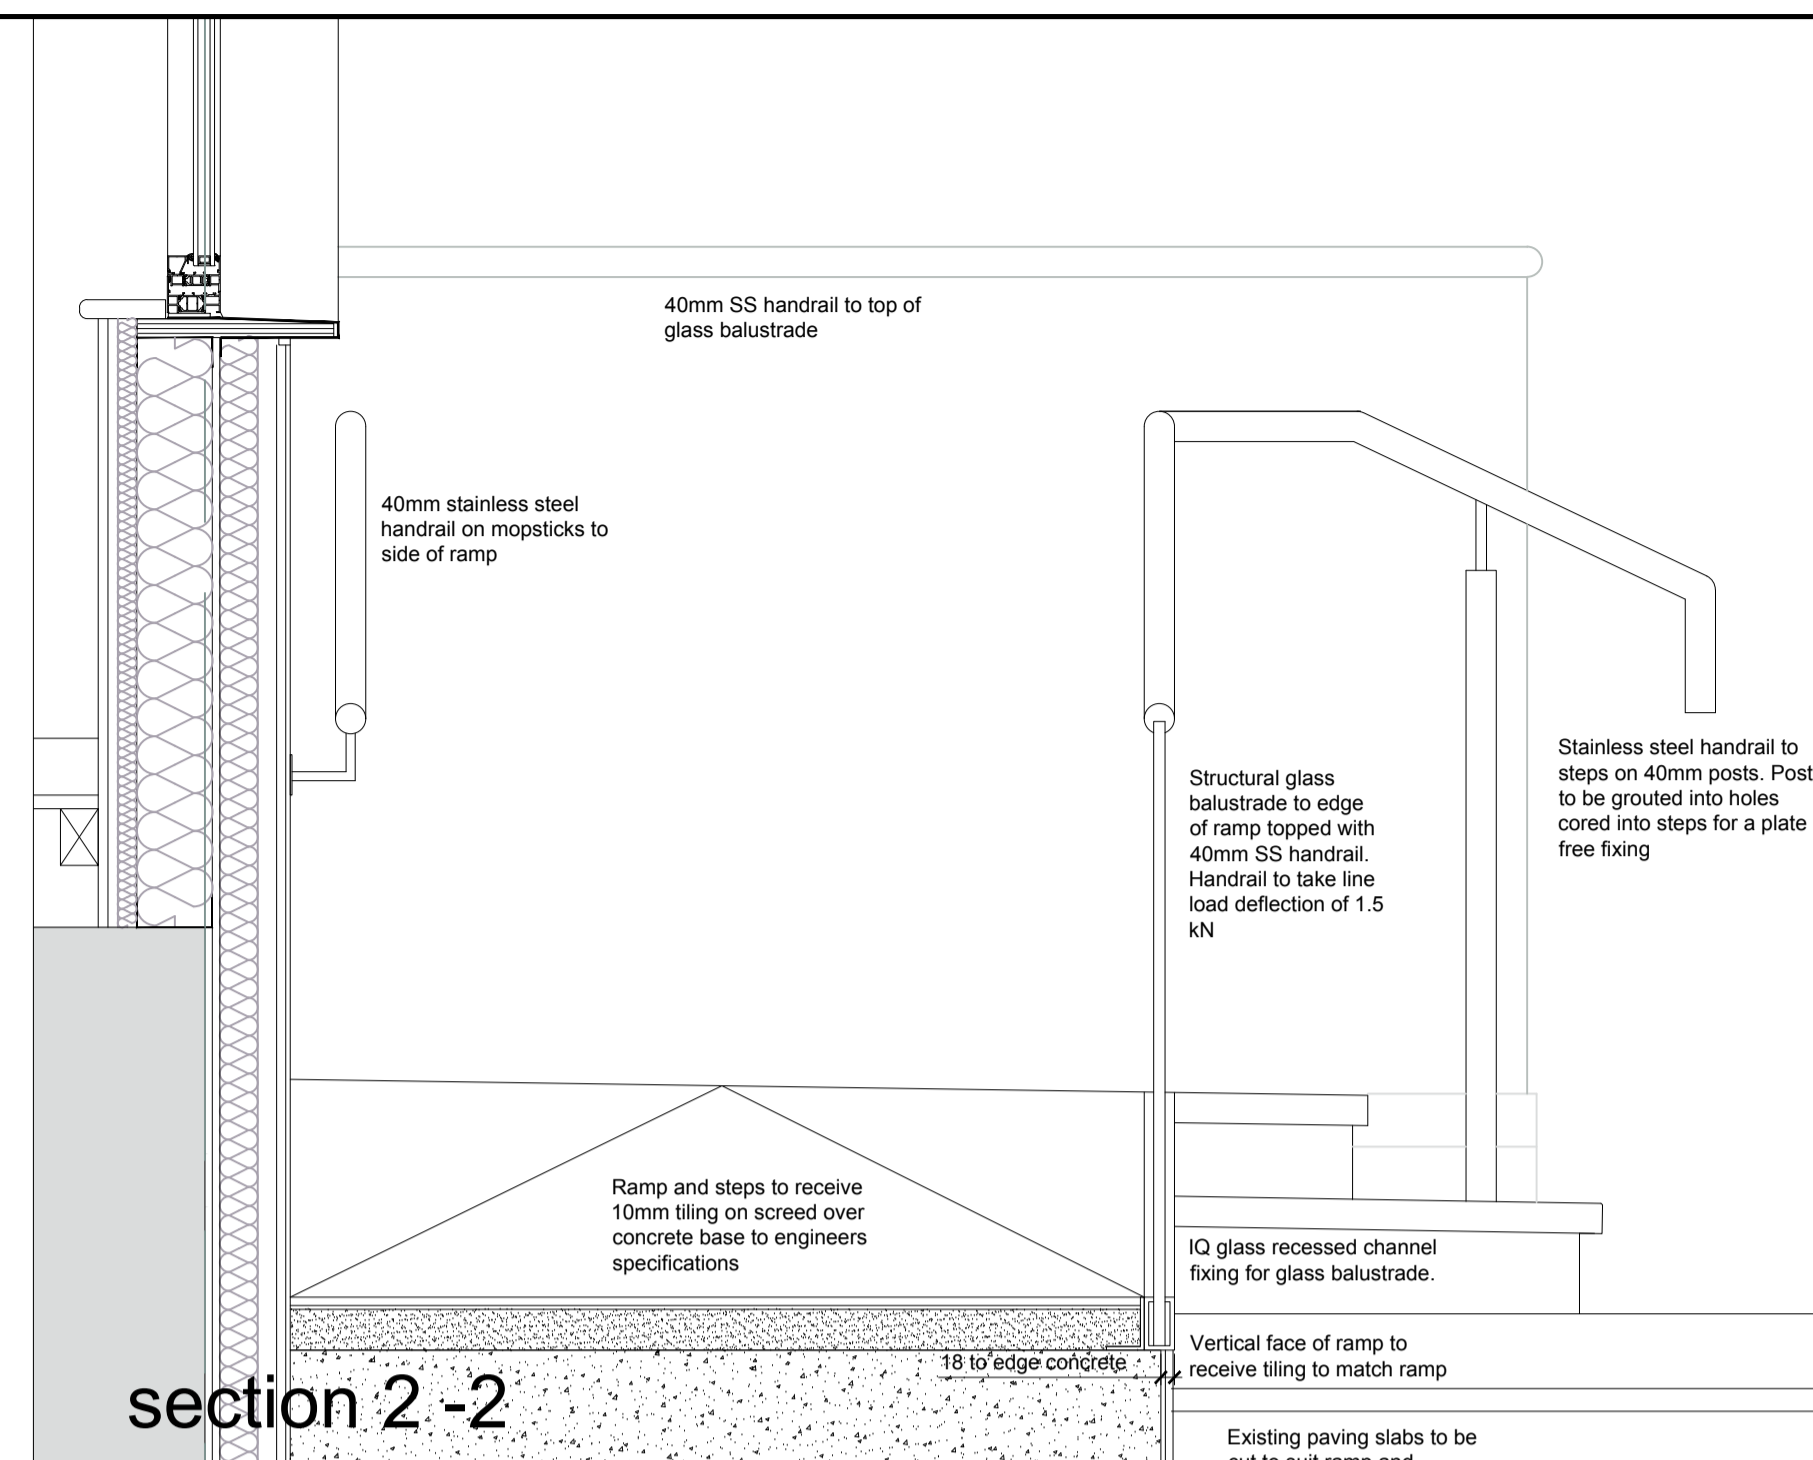 40mm SS handrail to top of
glass balustrade
40mm stainless steel
handrail on mopsticks to
side of ramp
Structural glass
balustrade to edge
of ramp topped with
40mm SS handrail.
Handrail to take line
load deflection of 1.5
kN
Stainless steel handrail to
steps on 40mm posts. Post
to be grouted into holes
cored into steps for a plate
free fixing
Ramp and steps to receive
10mm tiling on screed over
concrete base to engineers
specifications
IQ glass recessed channel
fixing for glass balustrade.
Vertical face of ramp to
receive tiling to match ramp
18 to edge concrete
section 2 -2
Existing paving slabs to be
cut to suit ramp and